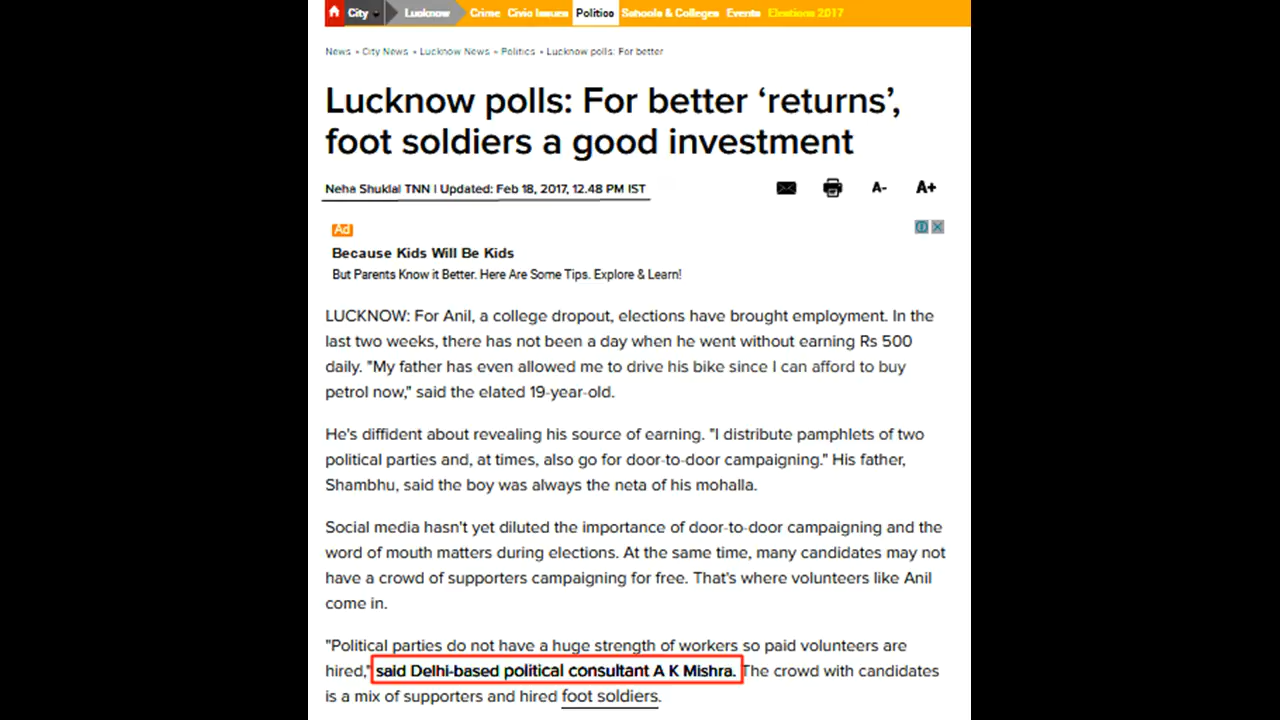 City Lucknow Crime Civic Issues Politics Schools & Colleges Events Elections 2017
News • City News • Lucknow News • Politics • Lucknow polls: For better
Lucknow polls: For better ‘returns’,
foot soldiers a good investment
Neha Shuklal TNN | Updated: Feb 18, 2017, 12.48 PM IST
A- A+
Ad
Because Kids Will Be Kids
But Parents Know it Better. Here Are Some Tips. Explore & Learn!
LUCKNOW: For Anil, a college dropout, elections have brought employment. In the
last two weeks, there has not been a day when he went without earning Rs 500
daily. "My father has even allowed me to drive his bike since I can afford to buy
petrol now," said the elated 19-year-old.
He's diffident about revealing his source of earning. "I distribute pamphlets of two
political parties and, at times, also go for door-to-door campaigning." His father,
Shambhu, said the boy was always the neta of his mohalla.
Social media hasn't yet diluted the importance of door-to-door campaigning and the
word of mouth matters during elections. At the same time, many candidates may not
have a crowd of supporters campaigning for free. That's where volunteers like Anil
come in.
"Political parties do not have a huge strength of workers so paid volunteers are
hired," said Delhi-based political consultant A K Mishra. The crowd with candidates
is a mix of supporters and hired foot soldiers.